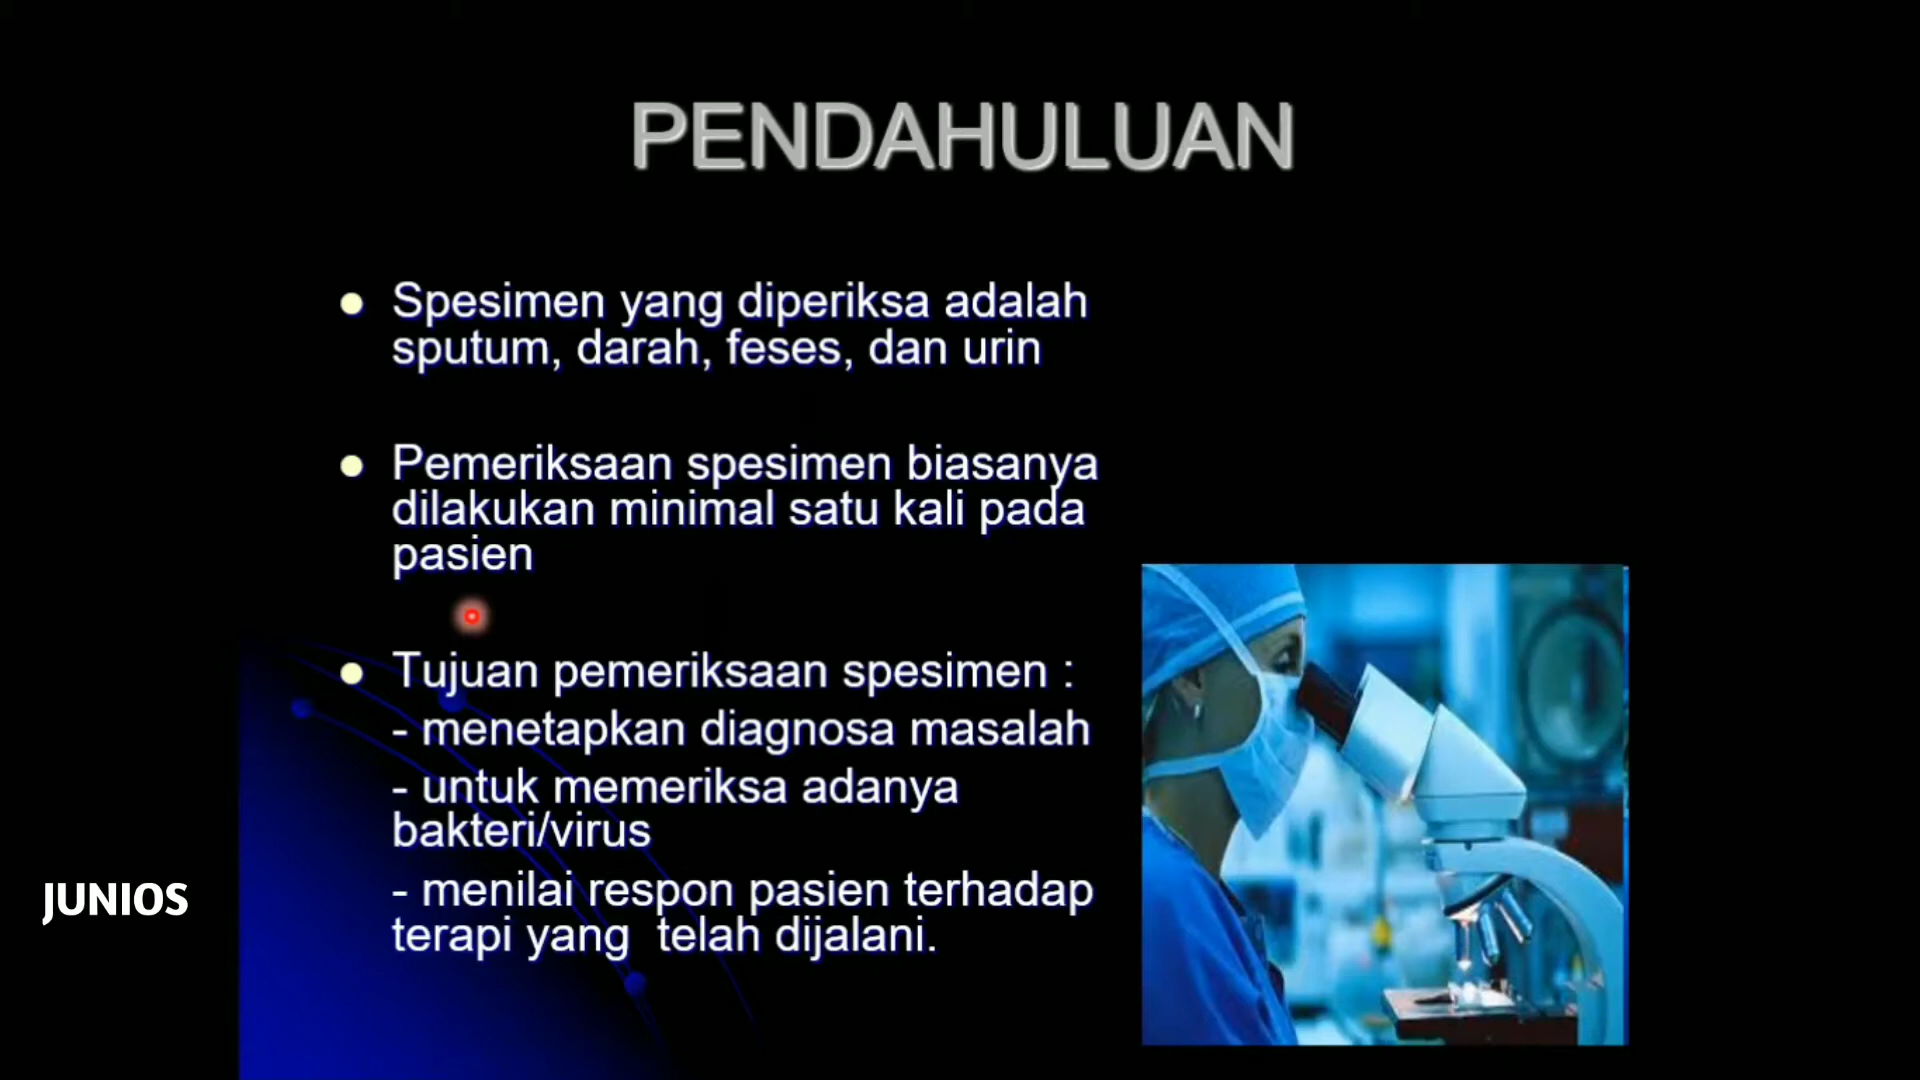 PENDAHULUAN
Spesimen yang diperiksa adalah
sputum, darah, feses, dan urin
Pemeriksaan spesimen biasanya
dilakukan minimal satu kali pada
pasien
Tujuan pemeriksaan spesimen :
- menetapkan diagnosa masalah
- untuk memeriksa adanya
bakteri/virus
- menilai respon pasien terhadap
terapi yang  telah dijalani.
JUNIOS